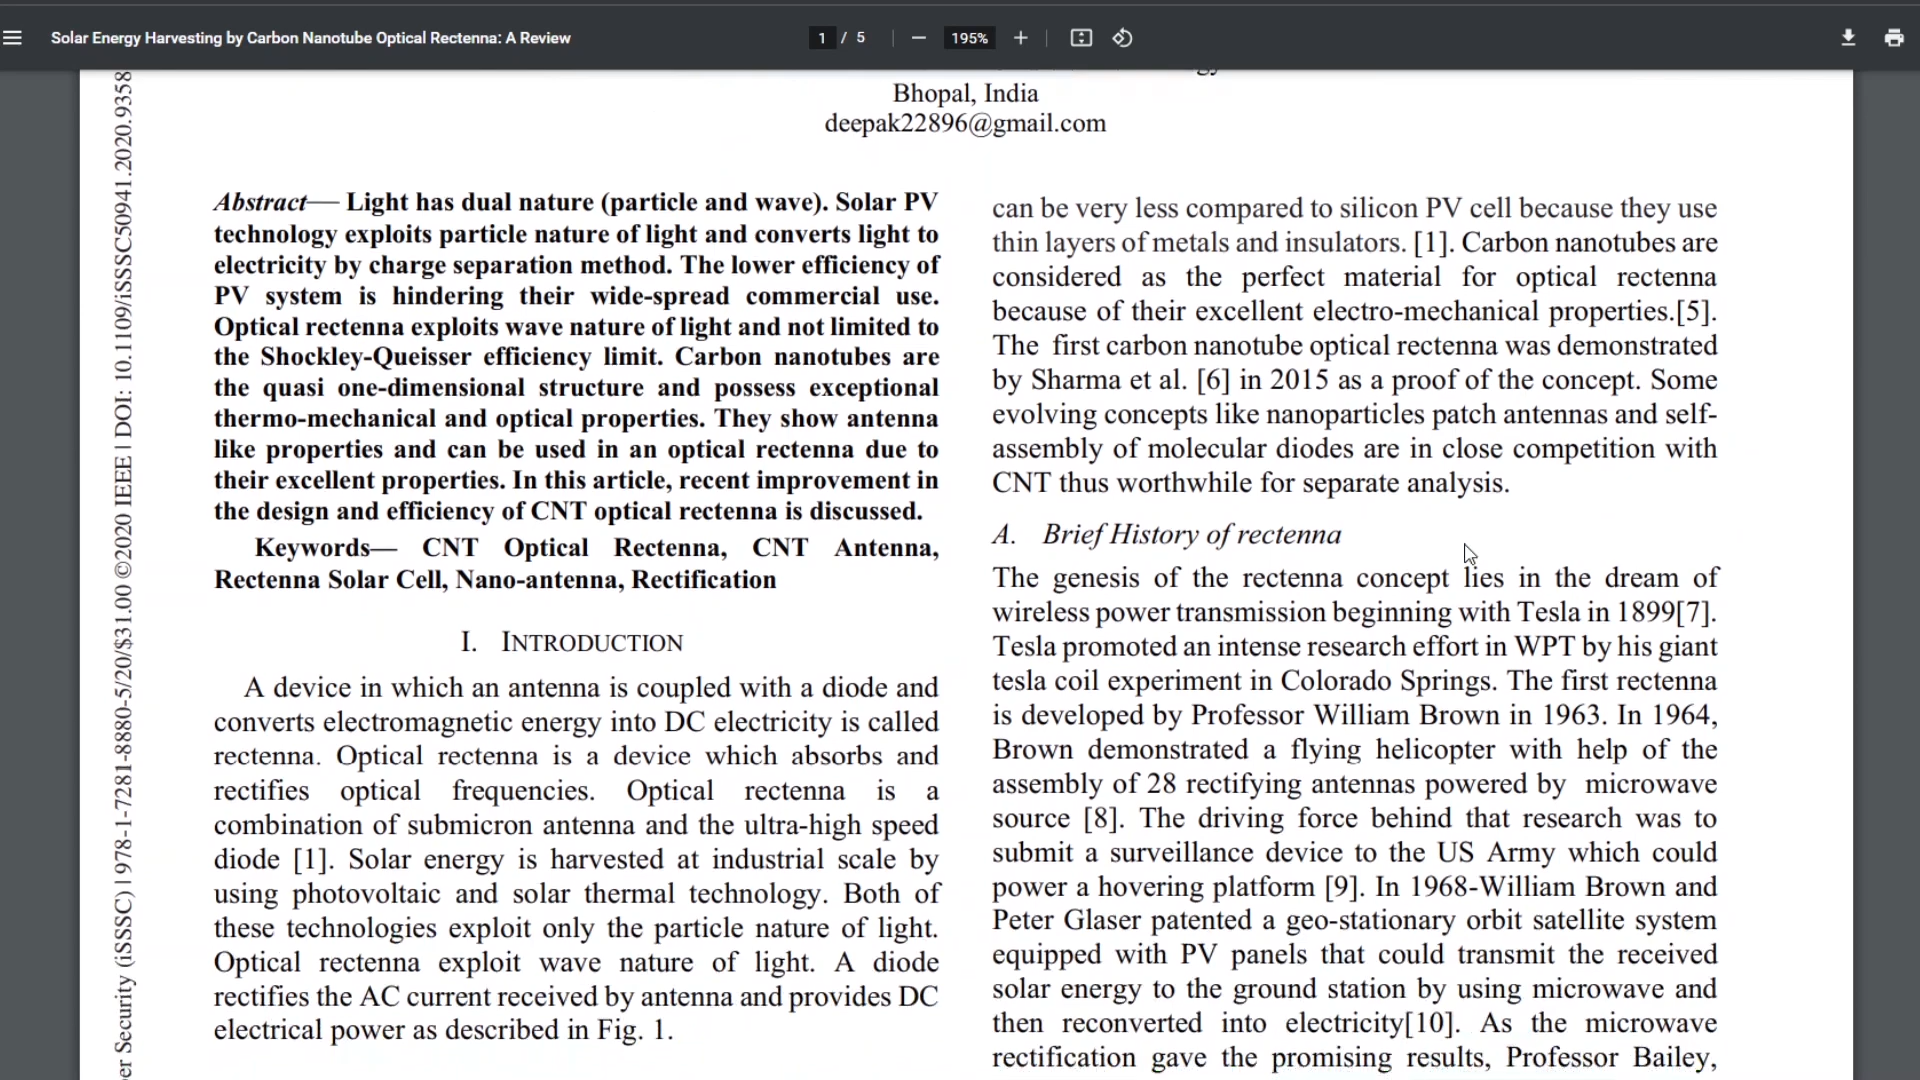 Solar Energy Harvesting by Carbon Nanotube Optical Rectenna: A Review
1 / 5
195%
Bhopal, India
deepak22896@gmail.com
Abstract— Light has dual nature (particle and wave). Solar PV
technology exploits particle nature of light and converts light to
electricity by charge separation method. The lower efficiency of
PV system is hindering their wide-spread commercial use.
Optical rectenna exploits wave nature of light and not limited to
the Shockley-Queisser efficiency limit. Carbon nanotubes are
the quasi one-dimensional structure and possess exceptional
thermo-mechanical and optical properties. They show antenna
like properties and can be used in an optical rectenna due to
their excellent properties. In this article, recent improvement in
the design and efficiency of CNT optical rectenna is discussed.
Keywords— CNT Optical Rectenna, CNT Antenna,
Rectenna Solar Cell, Nano-antenna, Rectification
I. INTRODUCTION
A device in which an antenna is coupled with a diode and
converts electromagnetic energy into DC electricity is called
rectenna. Optical rectenna is a device which absorbs and
rectifies optical frequencies. Optical rectenna is a
combination of submicron antenna and the ultra-high speed
diode [1]. Solar energy is harvested at industrial scale by
using photovoltaic and solar thermal technology. Both of
these technologies exploit only the particle nature of light.
Optical rectenna exploit wave nature of light. A diode
rectifies the AC current received by antenna and provides DC
electrical power as described in Fig. 1.
can be very less compared to silicon PV cell because they use
thin layers of metals and insulators. [1]. Carbon nanotubes are
considered as the perfect material for optical rectenna
because of their excellent electro-mechanical properties.[5].
The first carbon nanotube optical rectenna was demonstrated
by Sharma et al. [6] in 2015 as a proof of the concept. Some
evolving concepts like nanoparticles patch antennas and self-
assembly of molecular diodes are in close competition with
CNT thus worthwhile for separate analysis.
A. Brief History of rectenna
The genesis of the rectenna concept lies in the dream of
wireless power transmission beginning with Tesla in 1899[7].
Tesla promoted an intense research effort in WPT by his giant
tesla coil experiment in Colorado Springs. The first rectenna
is developed by Professor William Brown in 1963. In 1964,
Brown demonstrated a flying helicopter with help of the
assembly of 28 rectifying antennas powered by microwave
source [8]. The driving force behind that research was to
submit a surveillance device to the US Army which could
power a hovering platform [9]. In 1968-William Brown and
Peter Glaser patented a geo-stationary orbit satellite system
equipped with PV panels that could transmit the received
solar energy to the ground station by using microwave and
then reconverted into electricity[10]. As the microwave
rectification gave the promising results, Professor Bailey,
er Security (iSSSC) | 978-1-7281-8880-5/20/$31.00 ©2020 IEEE | DOI: 10.1109/iSSSC50941.2020.9358